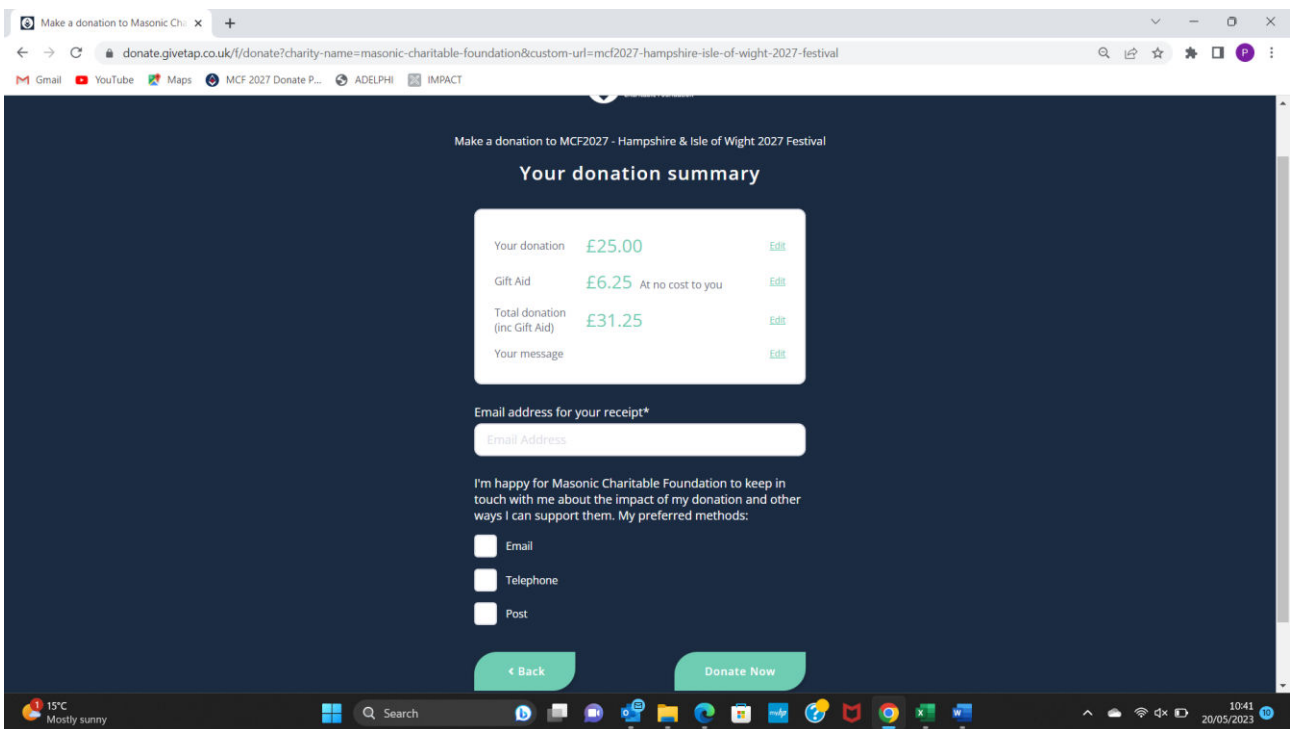 Make a donation to Masonic Cha
donate.givetap.co.uk/f/donate?charity-name=masonic-charitable-foundation&custom-url=mcf2027-hampshire-isle-of-wight-2027-festival
P
Gmail YouTube Maps MCF 2027 Donate P... ADELPHI IMPACT
Make a donation to MCF2027 - Hampshire & Isle of Wight 2027 Festival
Your donation summary
Your donation £25.00 Edit
Gift Aid £6.25 At no cost to you Edit
Total donation
(inc Gift Aid) £31.25 Edit
Your message Edit
Email address for your receipt*
Email Address
I'm happy for Masonic Charitable Foundation to keep in
touch with me about the impact of my donation and other
ways I can support them. My preferred methods:
Email
Telephone
Post
< Back Donate Now
1 15°C
Mostly sunny
Search
10:41
20/05/2023 10